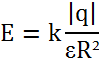 E = k |q| / εR²